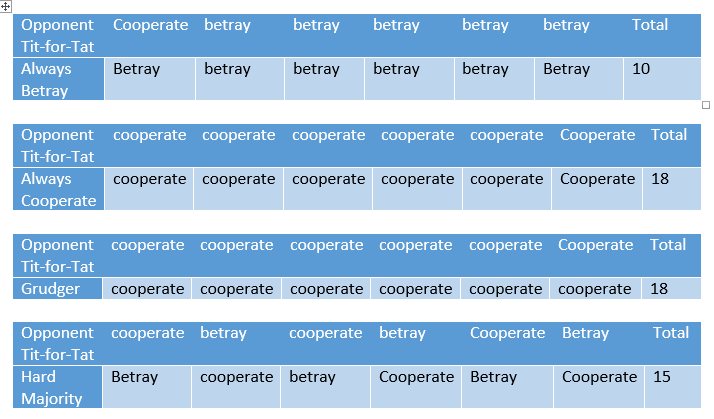 Opponent Cooperate betray betray betray betray betray Total
Tit-for-Tat
Always Betray betray betray betray betray Betray 10
Betray
Opponent cooperate cooperate cooperate cooperate cooperate Cooperate Total
Tit-for-Tat
Always cooperate cooperate cooperate cooperate cooperate Cooperate 18
Cooperate
Opponent cooperate cooperate cooperate cooperate cooperate Cooperate Total
Tit-for-Tat
Grudger cooperate cooperate cooperate cooperate cooperate cooperate 18
Opponent cooperate betray cooperate betray Cooperate Betray Total
Tit-for-Tat
Hard Betray cooperate betray Cooperate Betray Cooperate 15
Majority